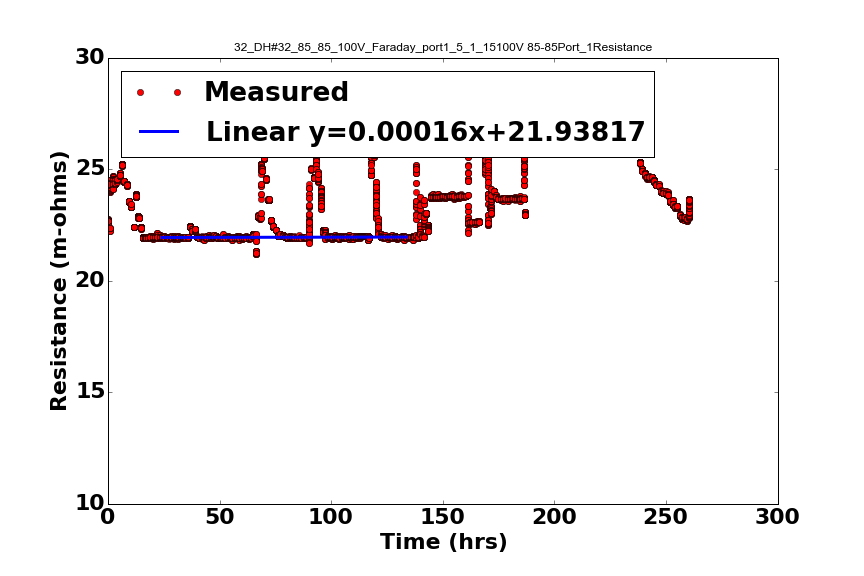 32_DH#32_85_85_100V_Faraday_port1_5_1_15100V 85-85Port_1Resistance
30
Measured
Linear y=0.00016x+21.93817
25
20
15
10
Resistance (m-ohms)
0 50 100 150 200 250 300
Time (hrs)